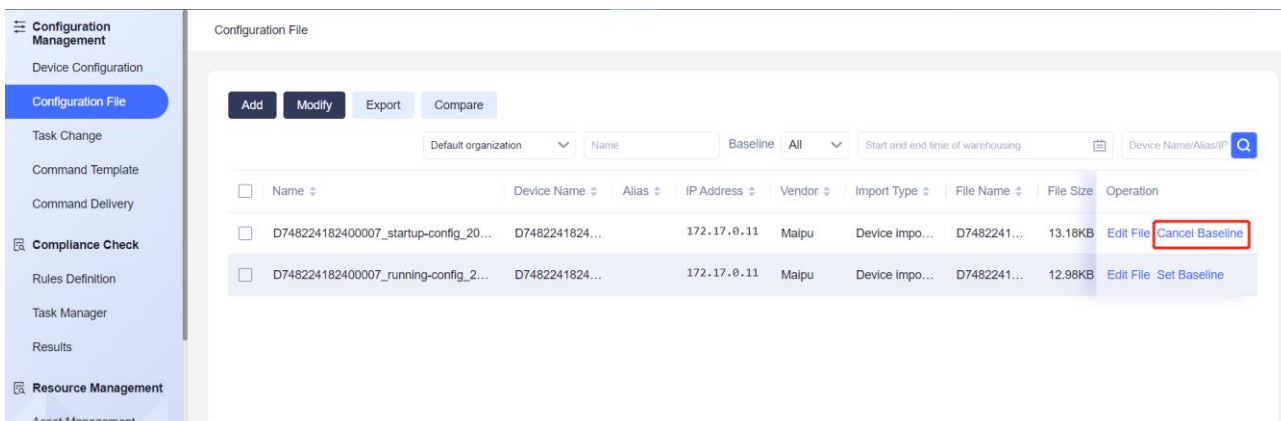 Configuration
Management
Device Configuration
Configuration File
Task Change
Command Template
Command Delivery
Compliance Check
Rules Definition
Task Manager
Results
Resource Management
Configuration File
Add Modify Export Compare
Default organization Name Baseline All Start and end time of warehousing Device Name/Alias/IP
Name Device Name Alias IP Address Vendor Import Type File Name File Size Operation
D748224182400007_startup-config_20... D7482241824... 172.17.0.11 Maipu Device impo... D7482241... 13.18KB Edit File Cancel Baseline
D748224182400007_running-config_2... D7482241824... 172.17.0.11 Maipu Device impo... D7482241... 12.98KB Edit File Set Baseline